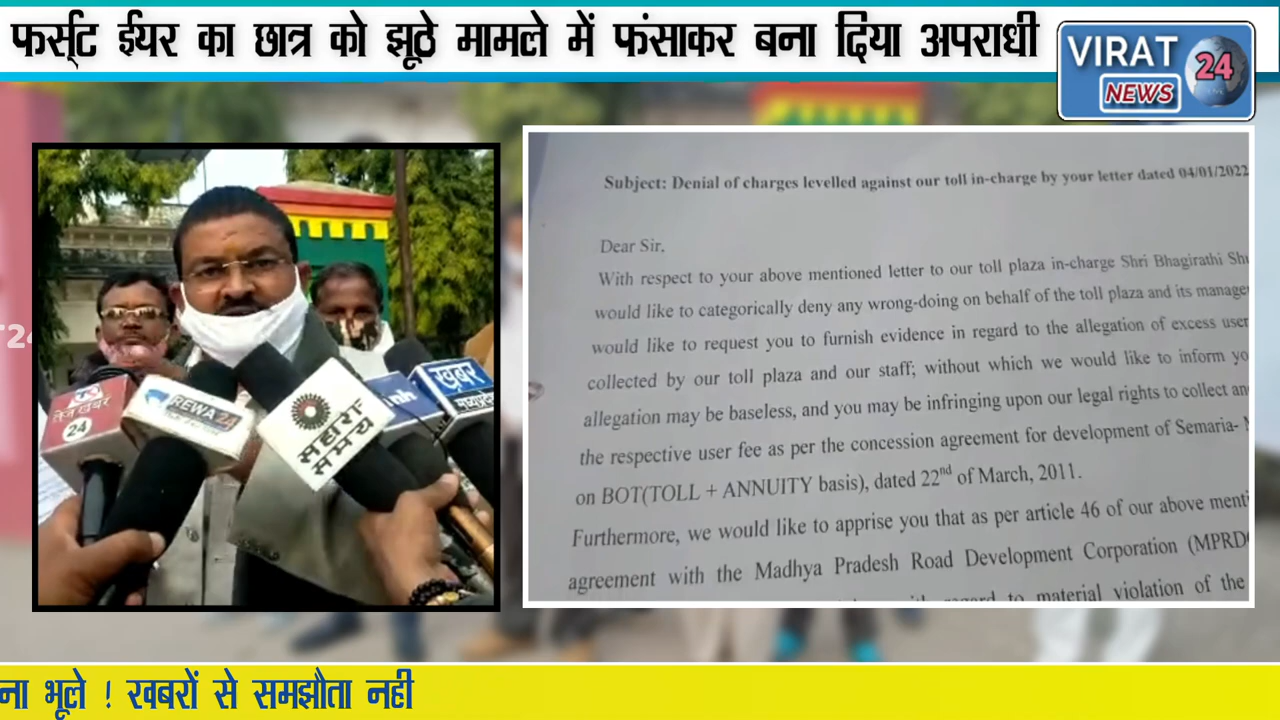 फर्स्ट ईयर का छात्र को झूठे मामले में फंसाकर बना दिया अपराधी
VIRAT
24
NEWS
Subject: Denial of charges levelled against our toll in-charge by your letter dated 04/01/2022
Dear Sir,
With respect to your above mentioned letter to our toll plaza in-charge Shri Bhagirathi
would like to categorically deny any wrong-doing on behalf of the toll plaza and its
would like to request you to furnish evidence in regard to the allegation of excess user
collected by our toll plaza and our staff; without which we would like to inform
allegation may be baseless, and you may be infringing upon our legal rights to collect
the respective user fee as per the concession agreement for development of Semaria-
on BOT(TOLL + ANNUITY basis), dated 22nd of March, 2011.
Furthermore, we would like to apprise you that as per article 46 of our above
agreement with the Madhya Pradesh Road Development Corporation
to material violation of the
तेज खबर
24
REWA 24
सहारा
समय
nh
ख़बर
ना भूले ! खबरों से समझौता नही